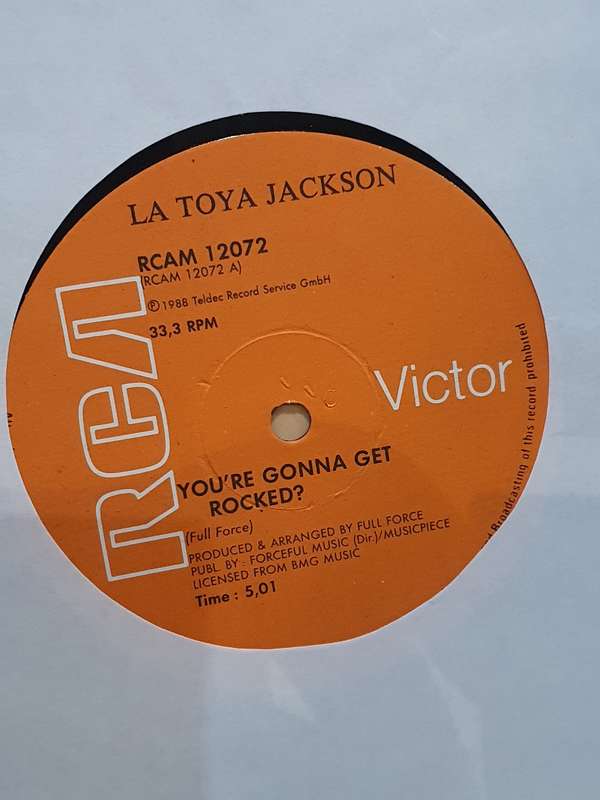 LA TOYA JACKSON
RCAM 12072
(RCAM 12072 A)
℗ 1988 Teldec Record Service GmbH
33,3 RPM
RCA
Victor
YOU'RE GONNA GET
ROCKED?
(Full Force)
PRODUCED & ARRANGED BY FULL FORCE
PUBL. BY : FORCEFUL MUSIC (Dir.)/MUSICPIECE
LICENSED FROM BMG MUSIC
Time : 5,01
Broadcasting of this record prohibited